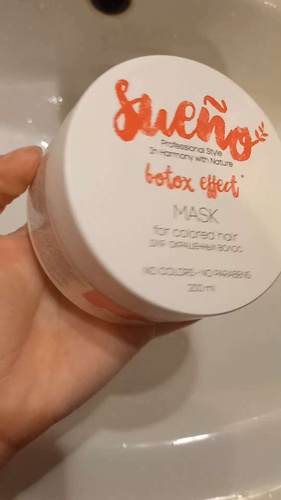 Sueño
Professional Style
In Harmony with Nature
botox effect*
MASK
for colored hair
ДЛЯ ОКРАШЕННЫХ ВОЛОС
NO COLORS - NO PARABENS
200 ml